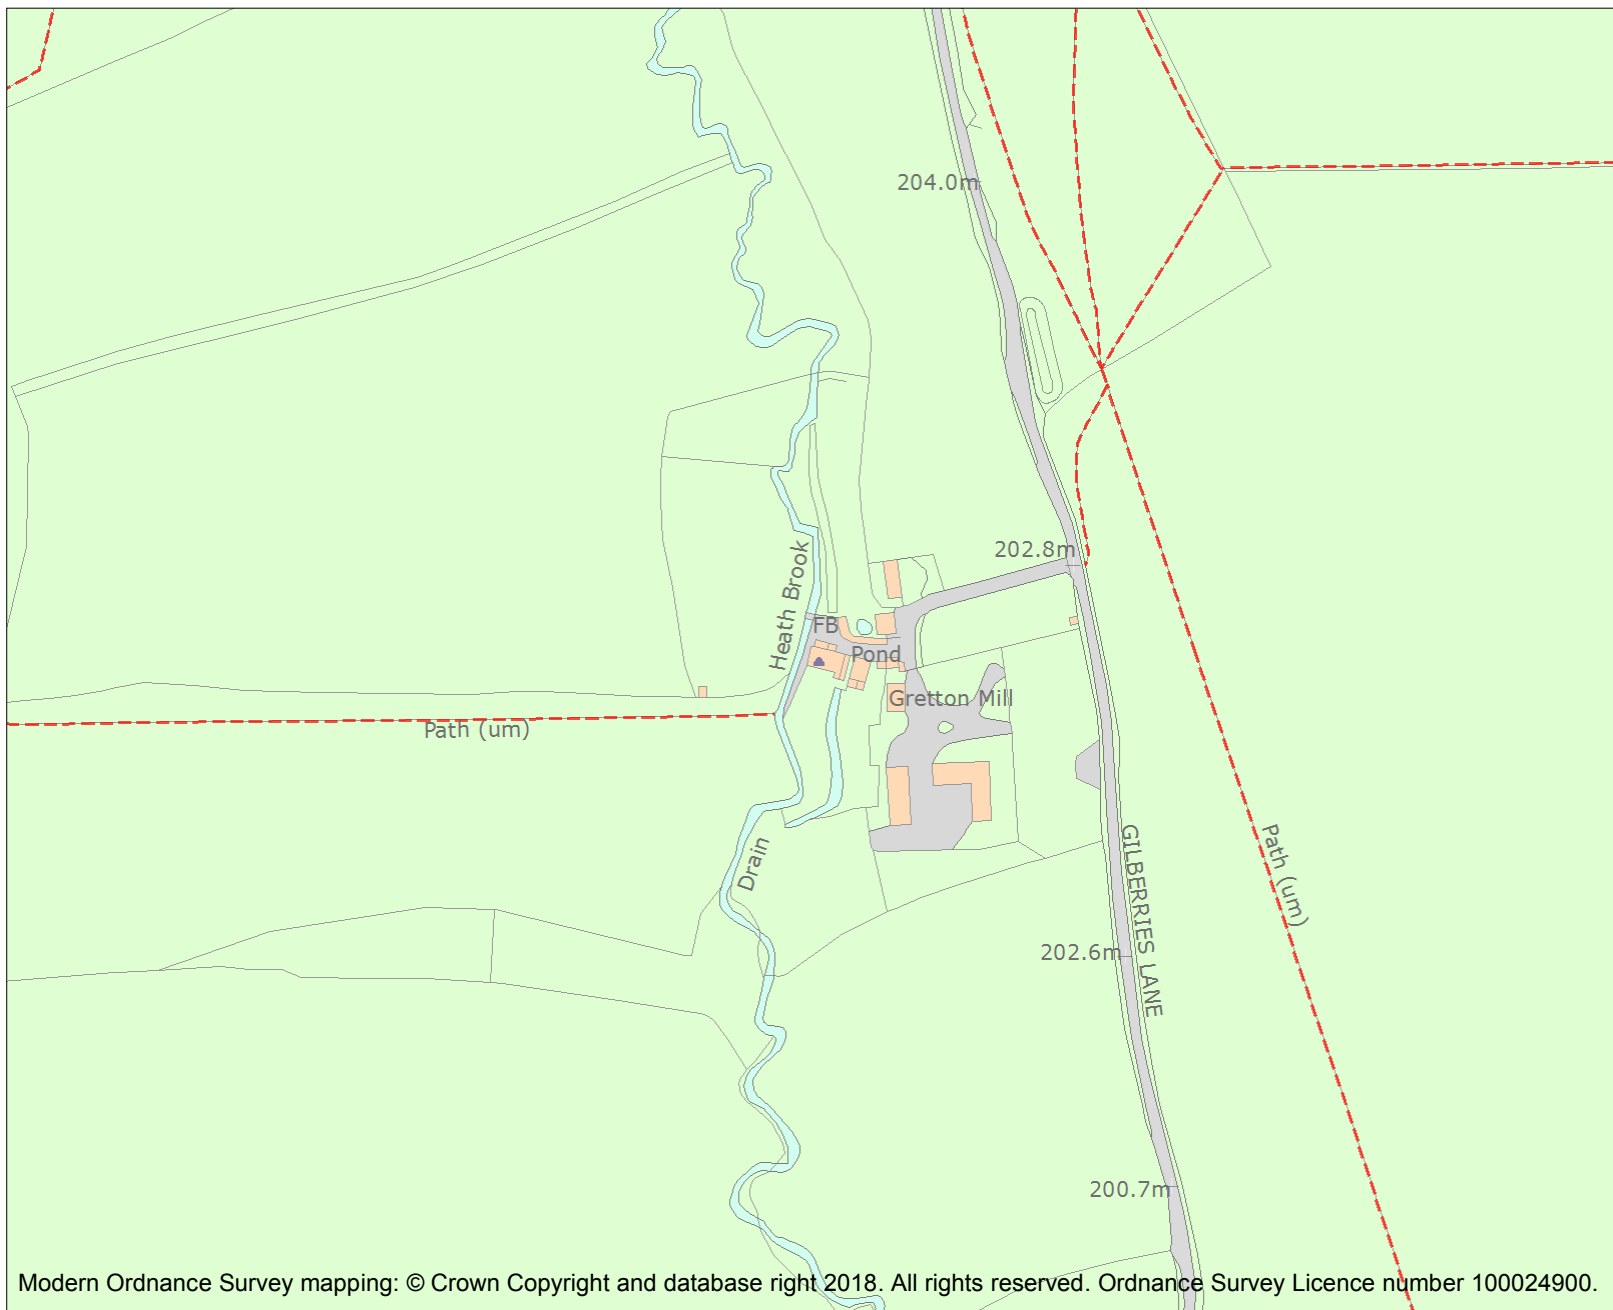 204.0m
202.8m
Heath Brook
FB
Pond
Gretton Mill
Path (um)
Drain
GILBERRIES LANE
Path (um)
202.6m
200.7m
Modern Ordnance Survey mapping: © Crown Copyright and database right 2018. All rights reserved. Ordnance Survey Licence number 100024900.